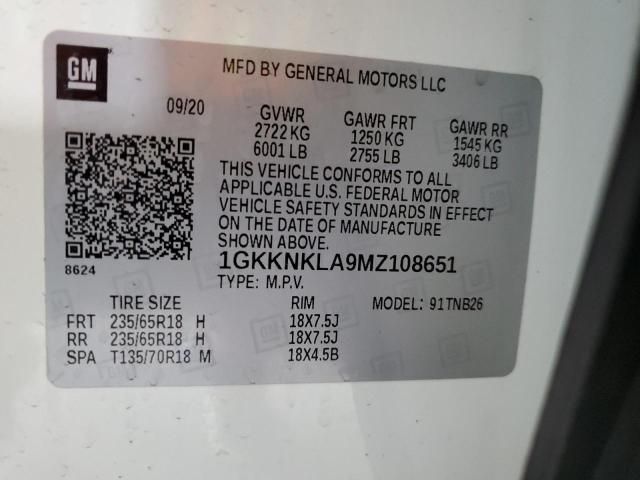 GM
MFD BY GENERAL MOTORS LLC
09/20 GVWR GAWR FRT GAWR RR
2722 KG 1250 KG 1545 KG
6001 LB 2755 LB 3406 LB
THIS VEHICLE CONFORMS TO ALL
APPLICABLE U.S. FEDERAL MOTOR
VEHICLE SAFETY STANDARDS IN EFFECT
ON THE DATE OF MANUFACTURE
SHOWN ABOVE.
8624
1GKKNKLA9MZ108651
TYPE: M.P.V.
TIRE SIZE RIM MODEL: 91TNB26
FRT 235/65R18 H 18X7.5J
RR 235/65R18 H 18X7.5J
SPA T135/70R18 M 18X4.5B